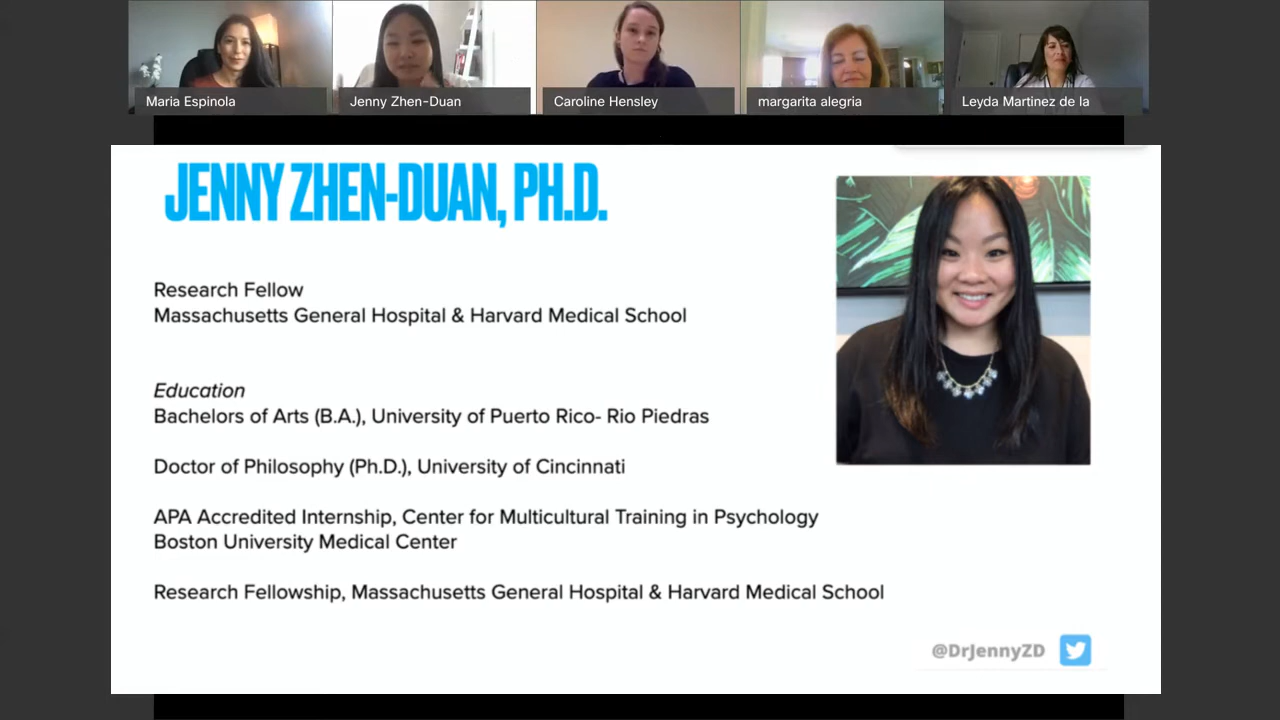 Maria Espinola
Jenny Zhen-Duan
Caroline Hensley
margarita alegria
Leyda Martinez de la
JENNY ZHEN-DUAN, PH.D.
Research Fellow
Massachusetts General Hospital & Harvard Medical School
Education
Bachelors of Arts (B.A.), University of Puerto Rico- Rio Piedras
Doctor of Philosophy (Ph.D.), University of Cincinnati
APA Accredited Internship, Center for Multicultural Training in Psychology
Boston University Medical Center
Research Fellowship, Massachusetts General Hospital & Harvard Medical School
@DrJennyZD